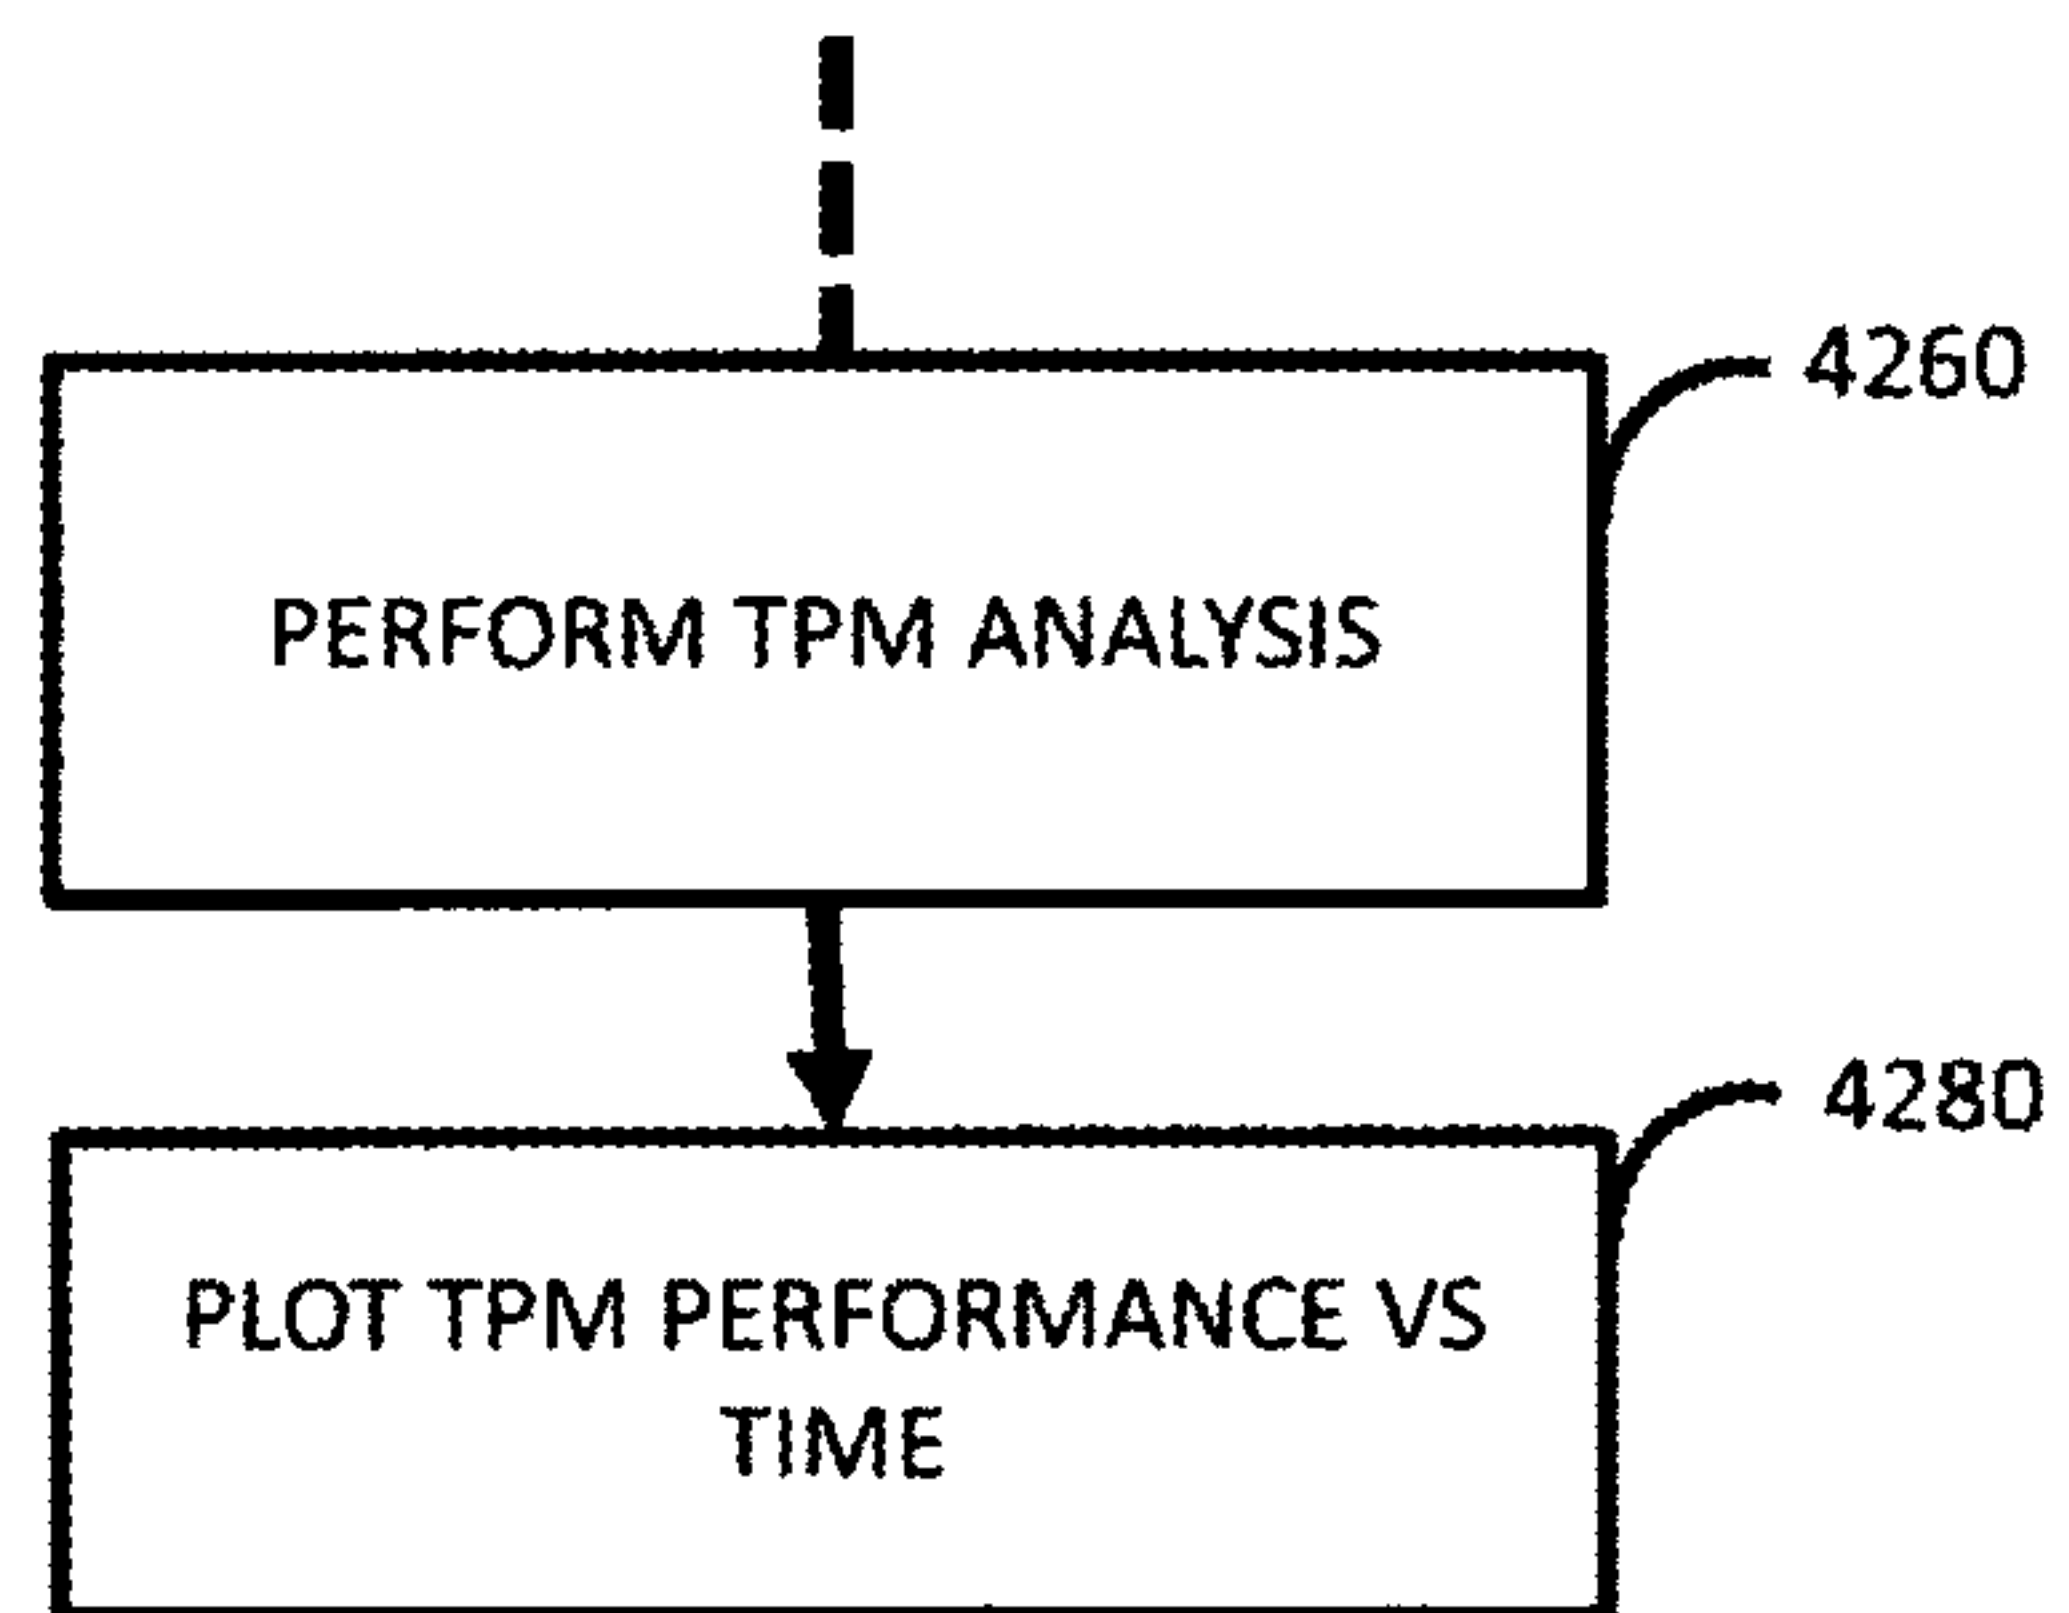 4260
PERFORM TPM ANALYSIS
4280
PLOT TPM PERFORMANCE VS
TIME